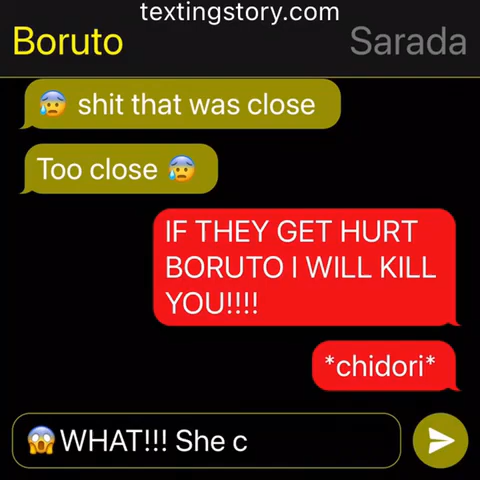 textingstory.com
Boruto Sarada
😰 shit that was close
Too close 😰
IF THEY GET HURT
BORUTO I WILL KILL
YOU!!!!
*chidori*
😱WHAT!!! She c